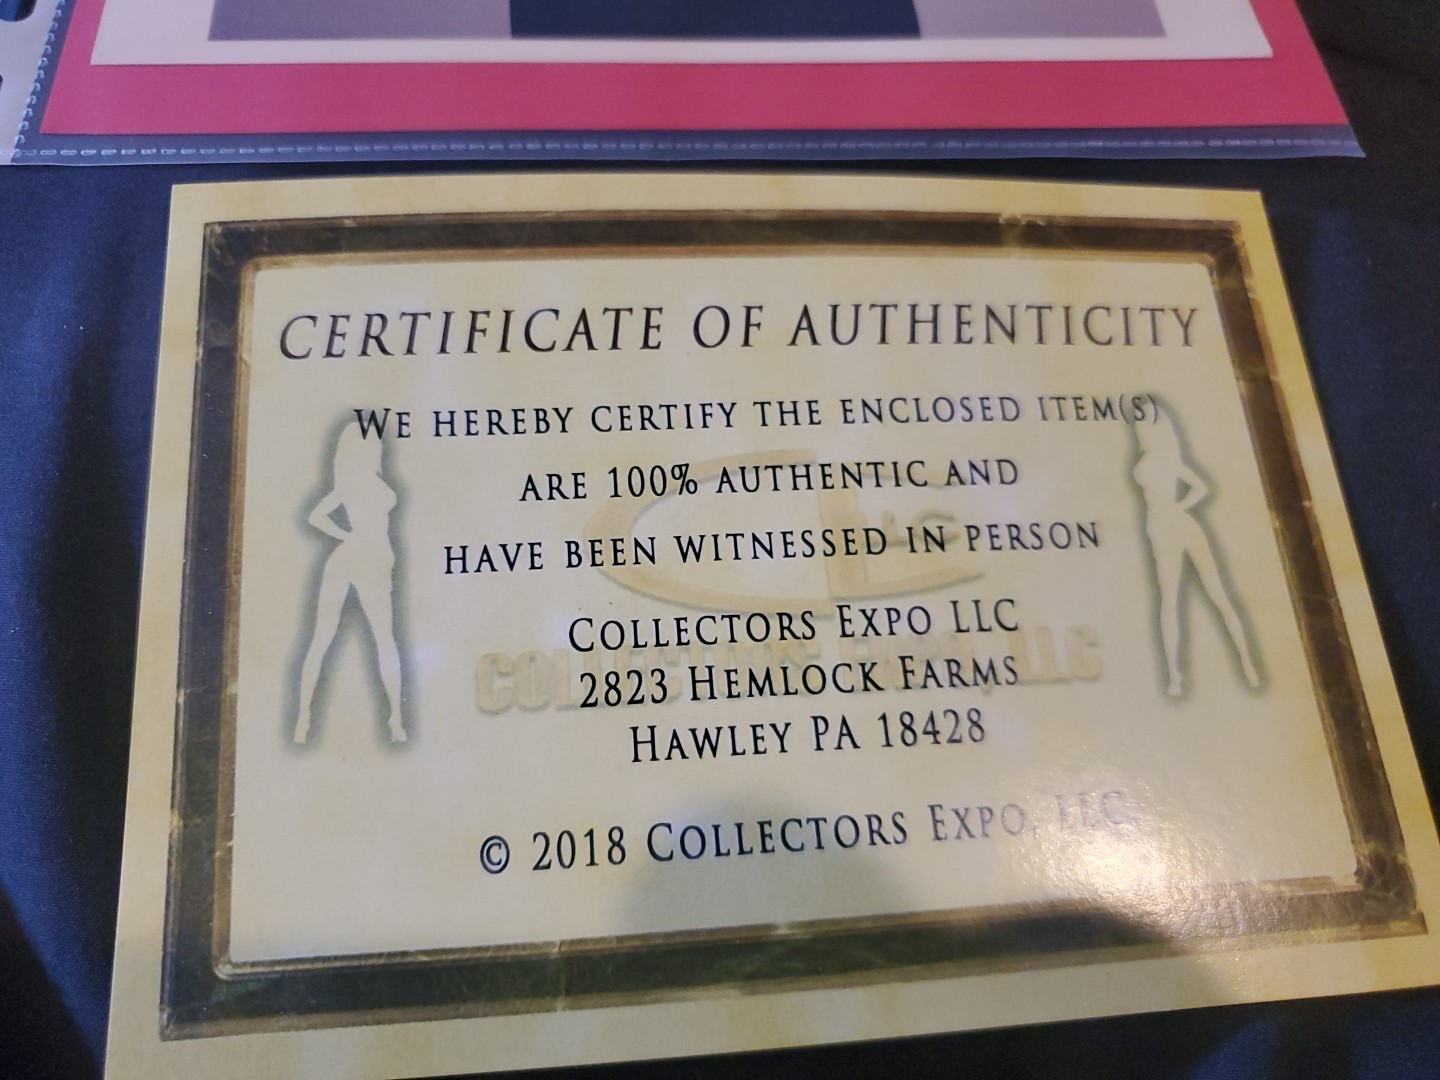 CERTIFICATE OF AUTHENTICITY
WE HEREBY CERTIFY THE ENCLOSED ITEM(S)
ARE 100% AUTHENTIC AND
HAVE BEEN WITNESSED IN PERSON
COLLECTORS EXPO LLC
2823 HEMLOCK FARMS
HAWLEY PA 18428
© 2018 COLLECTORS EXPO, LLC.